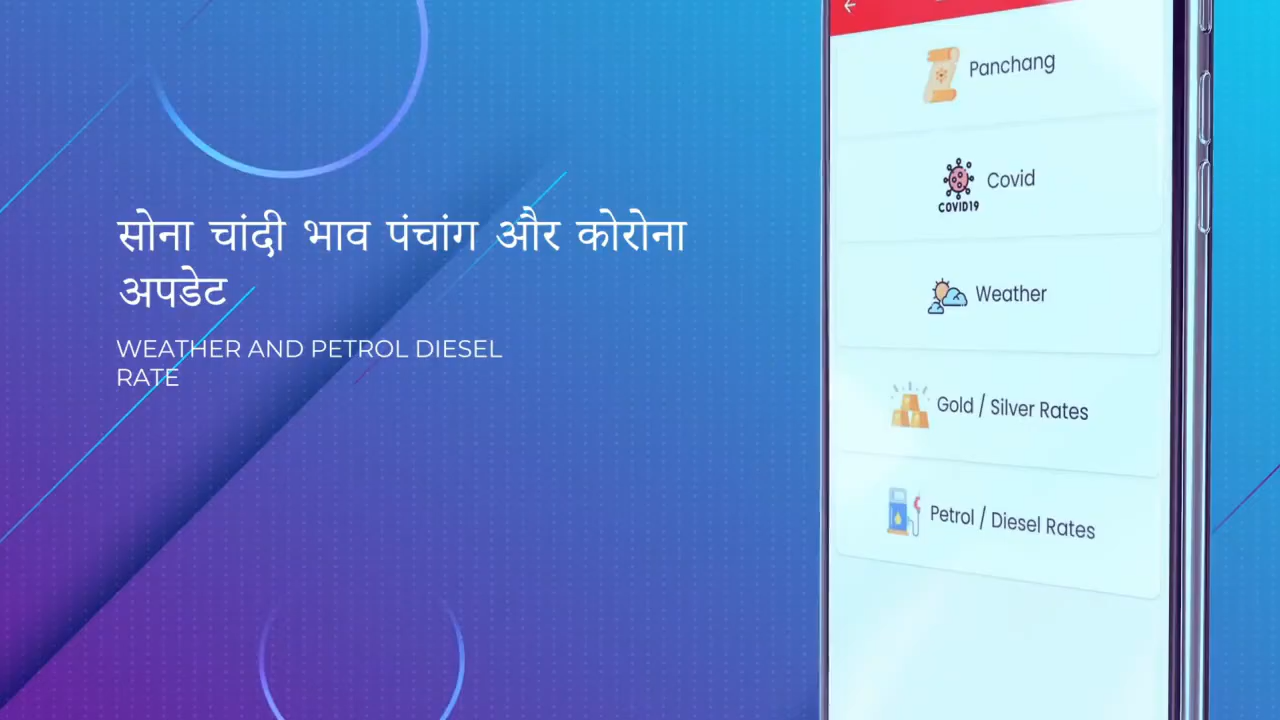 सोना चांदी भाव पंचांग और कोरोना
अपडेट
WEATHER AND PETROL DIESEL
RATE
Panchang
Covid
COVID19
Weather
Gold / Silver Rates
Petrol / Diesel Rates